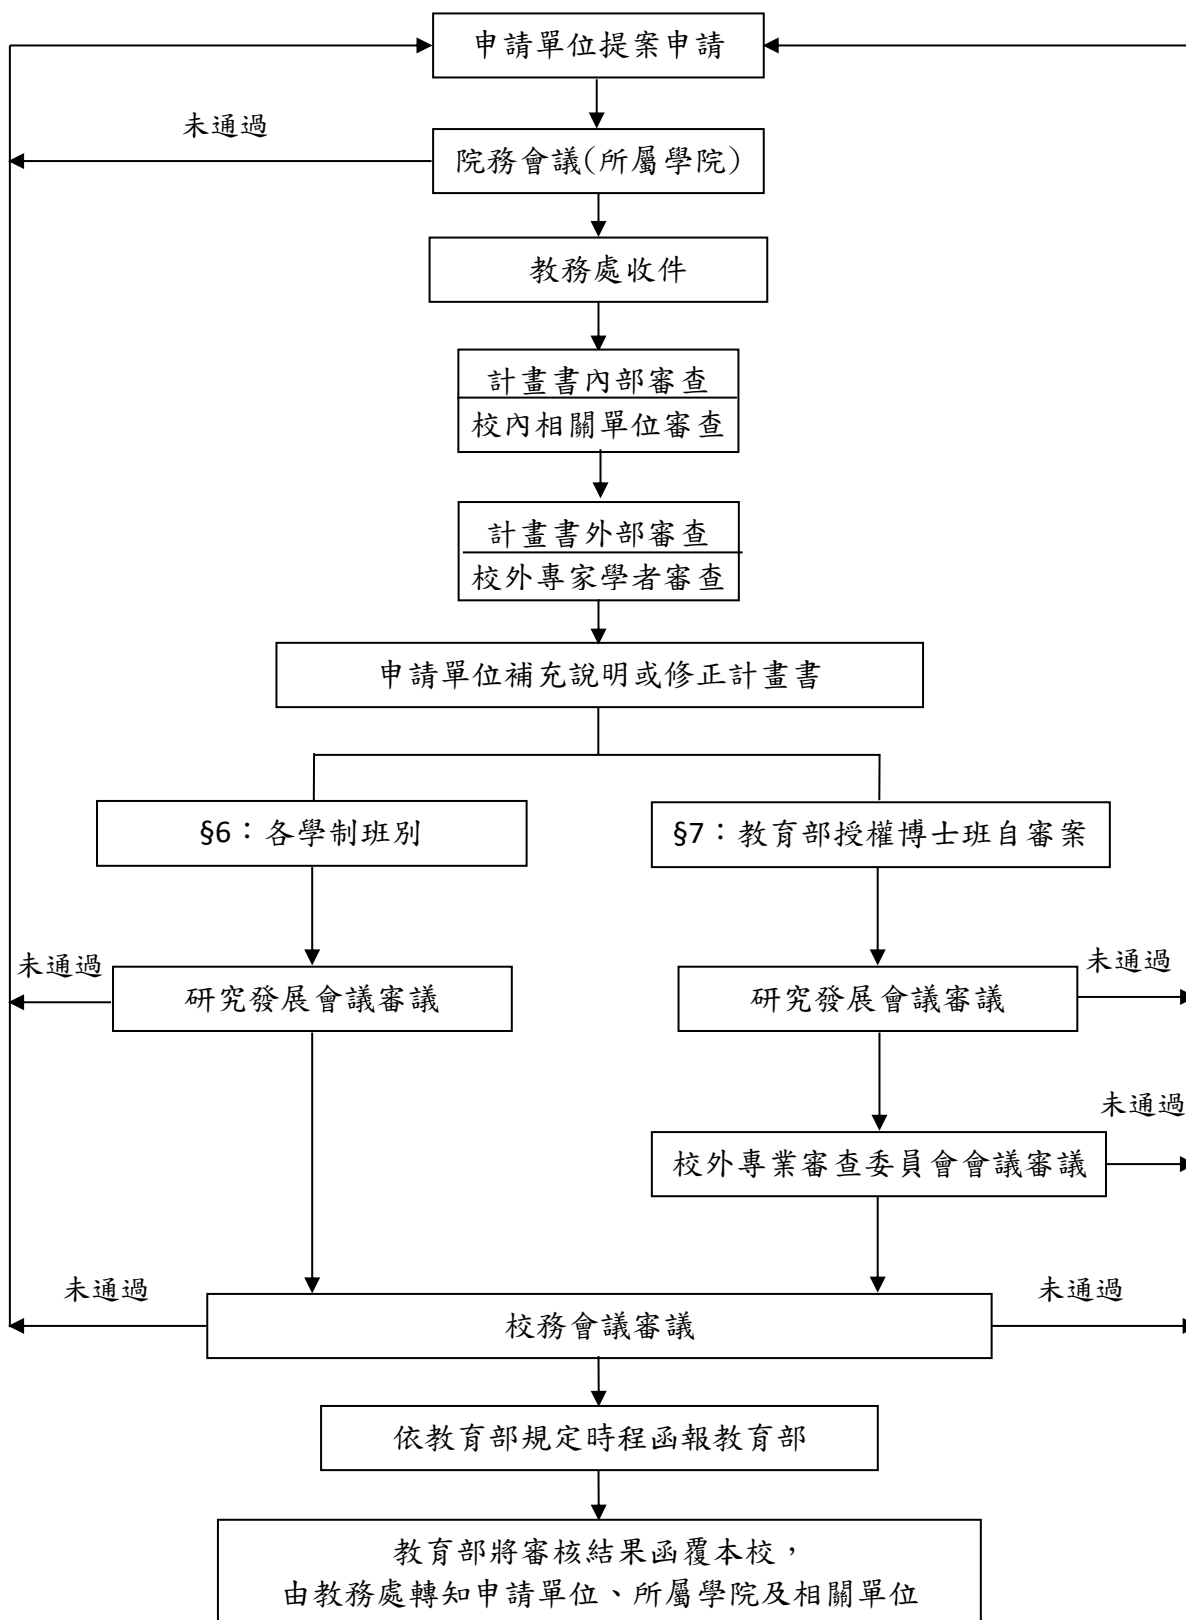 申請單位提案申請
未通過
院務會議(所屬學院)
教務處收件
計畫書內部審查
校內相關單位審查
計畫書外部審查
校外專家學者審查
申請單位補充說明或修正計畫書
§6：各學制班別
§7：教育部授權博士班自審案
未通過
研究發展會議審議
研究發展會議審議
未通過
未通過
校外專業審查委員會會議審議
未通過
未通過
校務會議審議
依教育部規定時程函報教育部
教育部將審核結果函覆本校，
由教務處轉知申請單位、所屬學院及相關單位